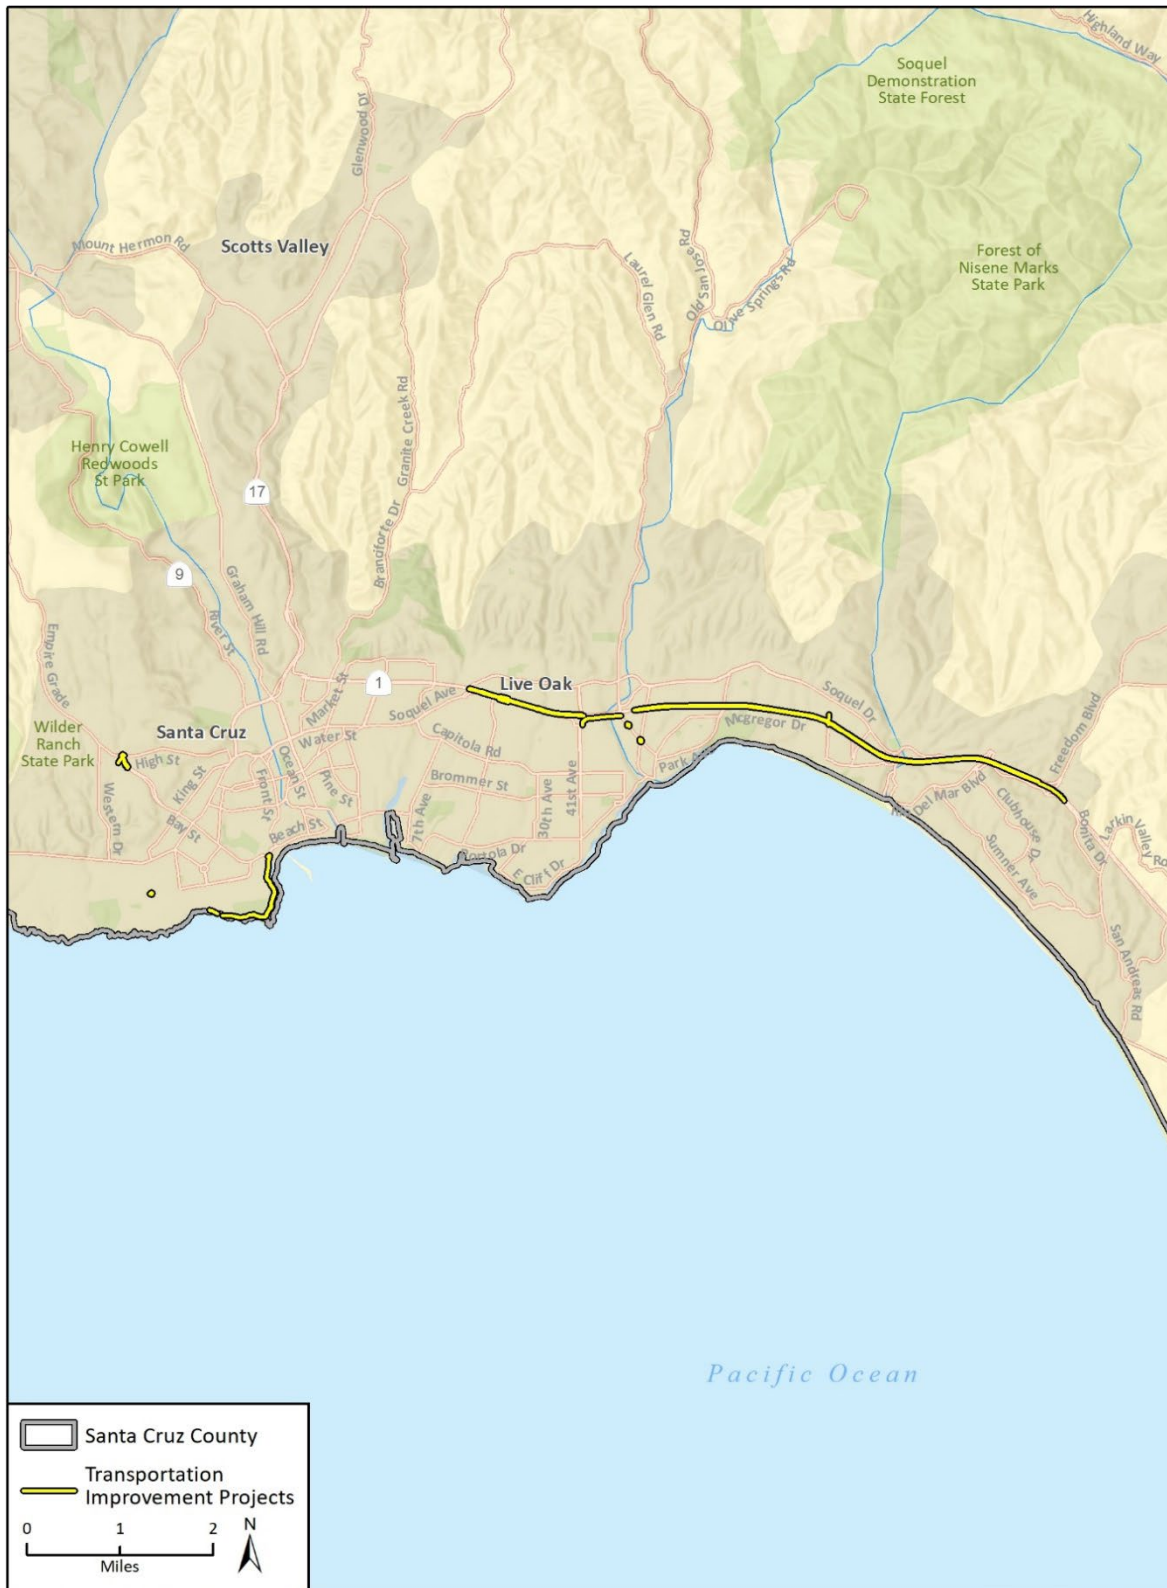 Highland Way
Soquel
Demonstration
State Forest
Glenwood Dr
Mount Hermon Rd
Scotts Valley
Laurel Glen Rd
Old San Jose Rd
Olive Springs Rd
Forest of
Nisene Marks
State Park
Henry Cowell
Redwoods
St Park
Granite Creek Rd
17
Branciforte Dr
9
Graham Hill Rd
River St
Empire Grade
1
Market St
Soquel Ave
Live Oak
Soquel Dr
Mcgregor Dr
Freedom Blvd
Wilder
Ranch
State Park
Santa Cruz
High St
Water St
Capitola Rd
Park
King St
Ocean St
Front St
Pine St
Brommer St
30th Ave
41st Ave
Western Dr
Bay St
Beach St
7th Ave
Del Mar Blvd
Clubhouse Dr
Bonita Dr
Larkin
Valley
Rd
Sumner Ave
Portola Dr
E Cliff Dr
San Andreas Rd
Pacific Ocean
Santa Cruz County
Transportation
Improvement Projects
0 1 2
Miles
N